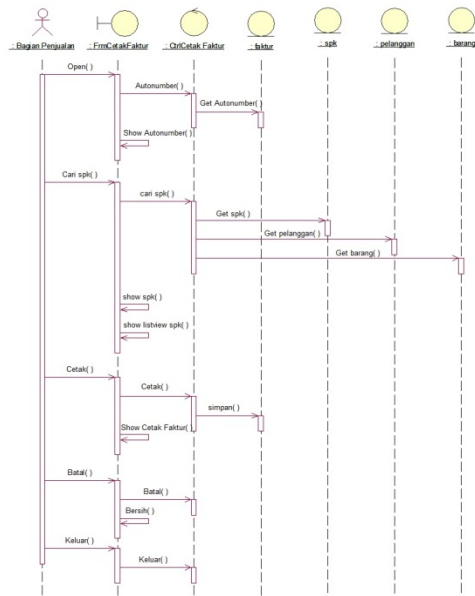 : Bagian Penjualan
: FrmCetakFaktur
: CtrlCetak Faktur
: faktur
: spk
: pelanggan
: barang
Open( )
Autonumber( )
Get Autonumber( )
Show Autonumber( )
Cari spk( )
cari spk( )
Get spk( )
Get pelanggan( )
Get barang( )
show spk( )
show listview spk( )
Cetak( )
Cetak( )
simpan( )
Show Cetak Faktur( )
Batal( )
Batal( )
Bersih( )
Keluar( )
Keluar( )